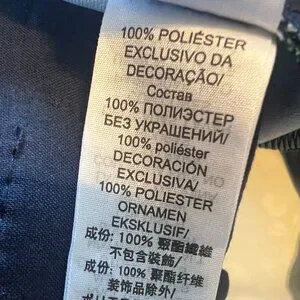 100% POLIÉSTER
EXCLUSIVO DA
DECORAÇÃO/
Состав
100% ПОЛИЭСТЕР
БЕЗ УКРАШЕНИЙ/
100% poliéster
DECORACIÓN
EXCLUSIVA/
100% POLIESTER
ORNAMEN
EKSKLUSIF/
成份: 100% 聚酯纖維
不包含裝飾/
成份: 100% 聚酯纤维
装饰品除外/